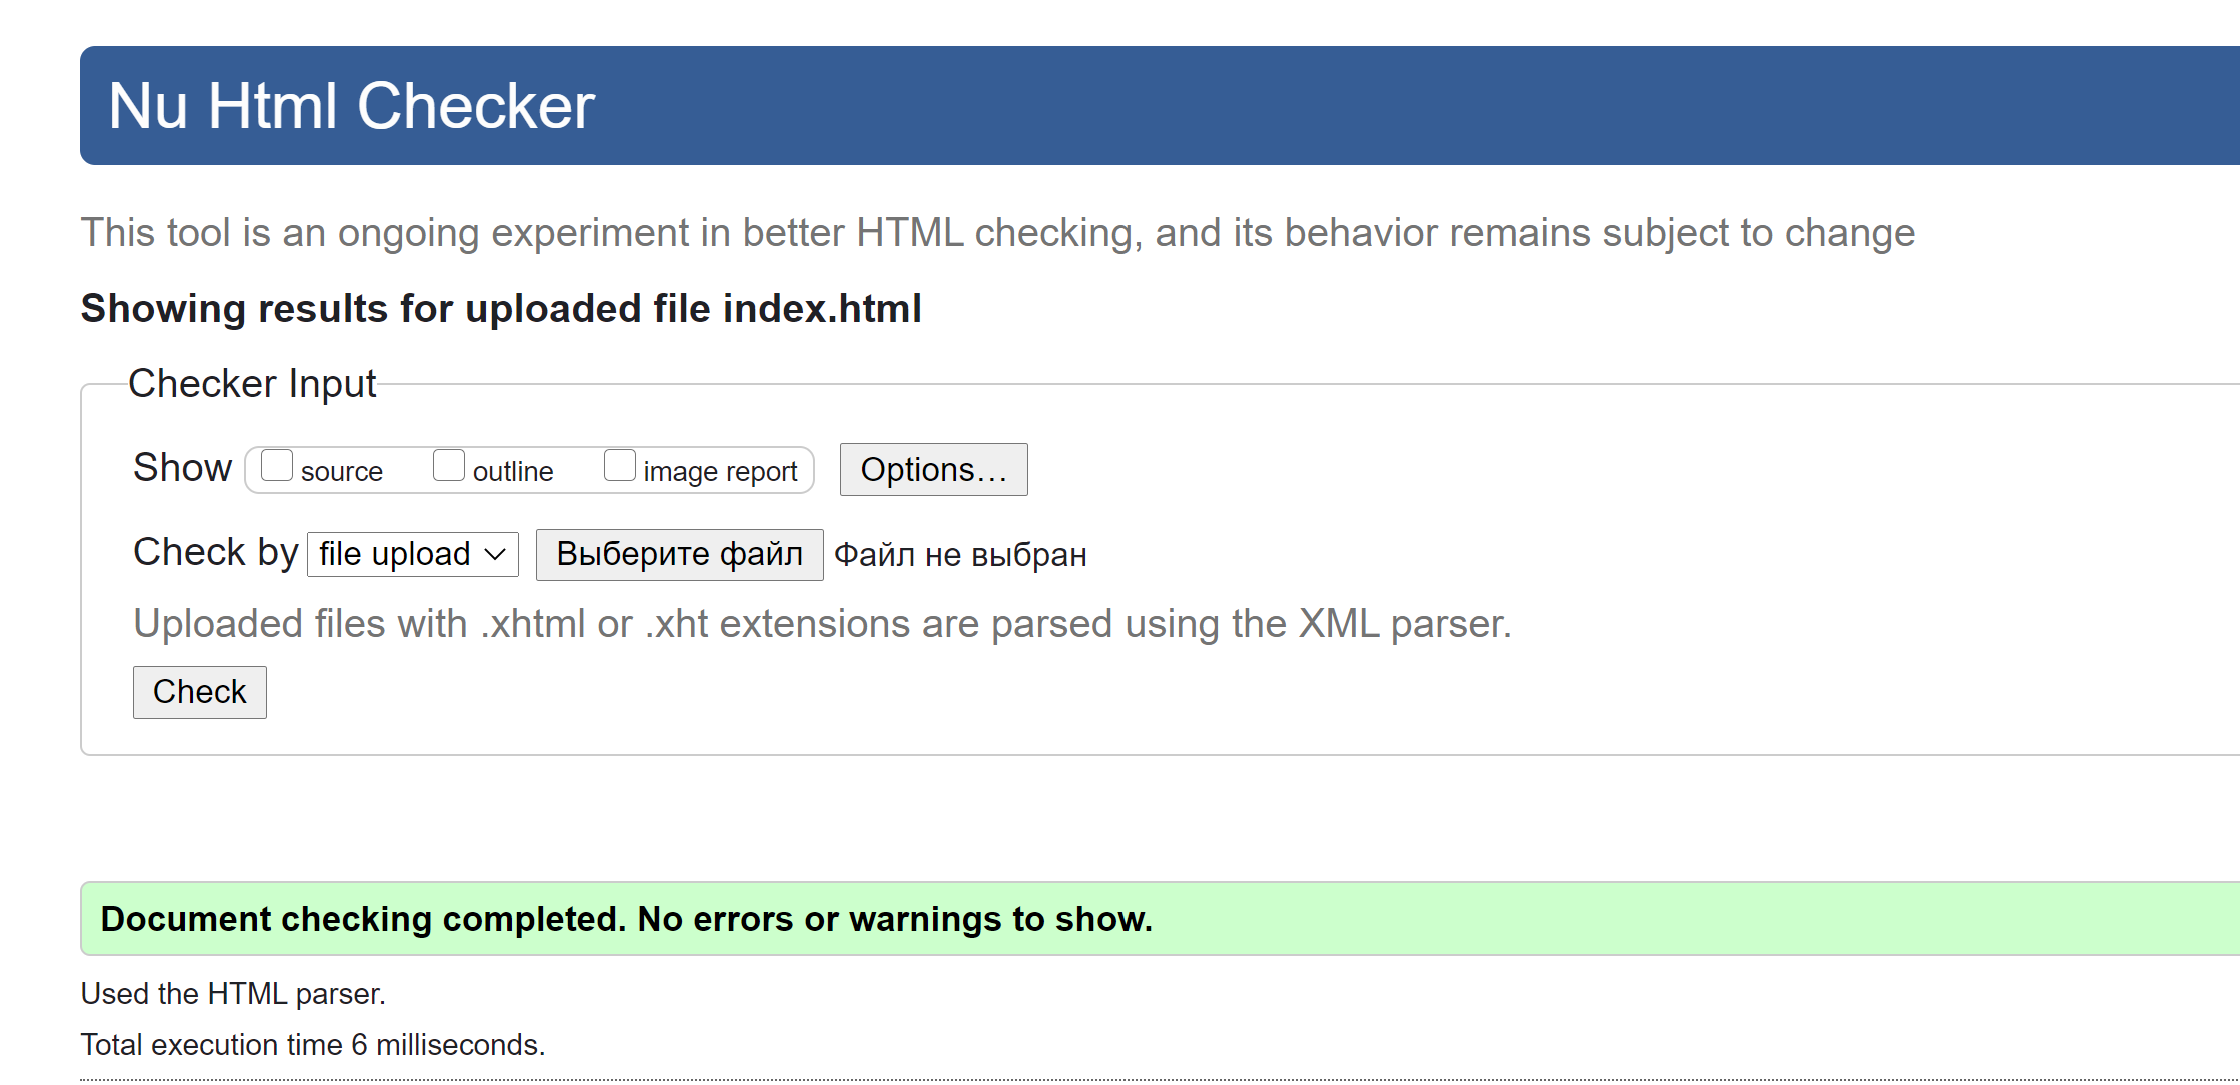 Nu Html Checker
This tool is an ongoing experiment in better HTML checking, and its behavior remains subject to change
Showing results for uploaded file index.html
Checker Input
Show source outline image report Options…
Check by file upload Выберите файл Файл не выбран
Uploaded files with .xhtml or .xht extensions are parsed using the XML parser.
Check
Document checking completed. No errors or warnings to show.
Used the HTML parser.
Total execution time 6 milliseconds.